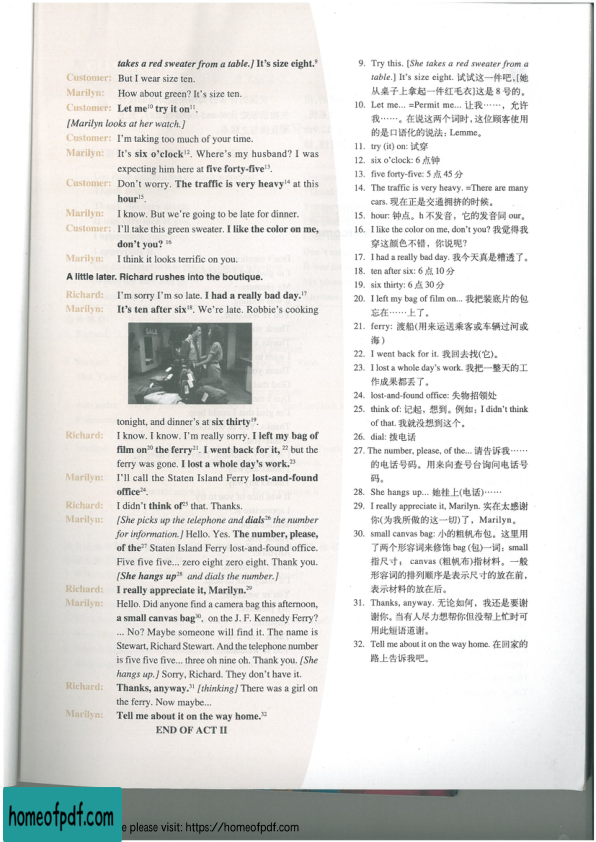 takes a red sweater from a table.] It's size eight.9
Customer: But I wear size ten.
Marilyn: How about green? It's size ten.
Customer: Let me10 try it on11.
[Marilyn looks at her watch.]
Customer: I'm taking too much of your time.
Marilyn: It's six o'clock12. Where's my husband? I was
expecting him here at five forty-five13.
Customer: Don't worry. The traffic is very heavy14 at this
hour15.
Marilyn: I know. But we're going to be late for dinner.
Customer: I'll take this green sweater. I like the color on me,
don't you? 16
Marilyn: I think it looks terrific on you.
A little later. Richard rushes into the boutique.
Richard: I'm sorry I'm so late. I had a really bad day.17
Marilyn: It's ten after six18. We're late. Robbie's cooking
tonight, and dinner's at six thirty19.
Richard: I know. I know. I'm really sorry. I left my bag of
film on20 the ferry21. I went back for it, 22 but the
ferry was gone. I lost a whole day's work.23
Marilyn: I'll call the Staten Island Ferry lost-and-found
office24.
Richard: I didn't think of25 that. Thanks.
Marilyn: [She picks up the telephone and dials26 the number
for information.] Hello. Yes. The number, please,
of the27 Staten Island Ferry lost-and-found office.
Five five five... zero eight zero eight. Thank you.
[She hangs up28 and dials the number.]
Richard: I really appreciate it, Marilyn.29
Marilyn: Hello. Did anyone find a camera bag this afternoon,
a small canvas bag30, on the J. F. Kennedy Ferry?
... No? Maybe someone will find it. The name is
Stewart, Richard Stewart. And the telephone number
is five five five... three oh nine oh. Thank you. [She
hangs up.] Sorry, Richard. They don't have it.
Richard: Thanks, anyway.31 [thinking] There was a girl on
the ferry. Now maybe...
Marilyn: Tell me about it on the way home.32
END OF ACT II
9. Try this. [She takes a red sweater from a
table.] It's size eight. 试试这一件吧。[她
从桌子上拿起一件红毛衣]这是 8 号的。
10. Let me... =Permit me... 让我……，允许
我……。在说这两个词时，这位顾客使用
的是口语化的说法：Lemme。
11. try (it) on: 试穿
12. six o'clock: 6 点钟
13. five forty-five: 5 点 45 分
14. The traffic is very heavy. =There are many
cars. 现在正是交通拥挤的时候。
15. hour: 钟点。h 不发音，它的发音同 our。
16. I like the color on me, don't you? 我觉得我
穿这颜色不错，你说呢？
17. I had a really bad day. 我今天真是糟透了。
18. ten after six: 6 点 10 分
19. six thirty: 6 点 30 分
20. I left my bag of film on... 我把装底片的包
忘在……上了。
21. ferry: 渡船(用来运送乘客或车辆过河或
海)
22. I went back for it. 我回去找(它)。
23. I lost a whole day's work. 我把一整天的工
作成果都丢了。
24. lost-and-found office: 失物招领处
25. think of: 记起，想到。例如：I didn't think
of that. 我就没想到这个。
26. dial: 拨电话
27. The number, please, of the... 请告诉我……
的电话号码。用来向查号台询问电话号
码。
28. She hangs up... 她挂上(电话)……
29. I really appreciate it, Marilyn. 实在太感谢
你(为我所做的这一切)了，Marilyn。
30. small canvas bag: 小的粗帆布包。这里用
了两个形容词来修饰 bag (包)一词：small
指尺寸； canvas (粗帆布)指材料。一般
形容词的排列顺序是表示尺寸的放在前，
表示材料的放在后。
31. Thanks, anyway. 无论如何，我还是要谢
谢你。当有人尽力想帮你但没帮上忙时可
用此短语道谢。
32. Tell me about it on the way home. 在回家的
路上告诉我吧。
homeofpdf.com
e please visit: https://homeofpdf.com